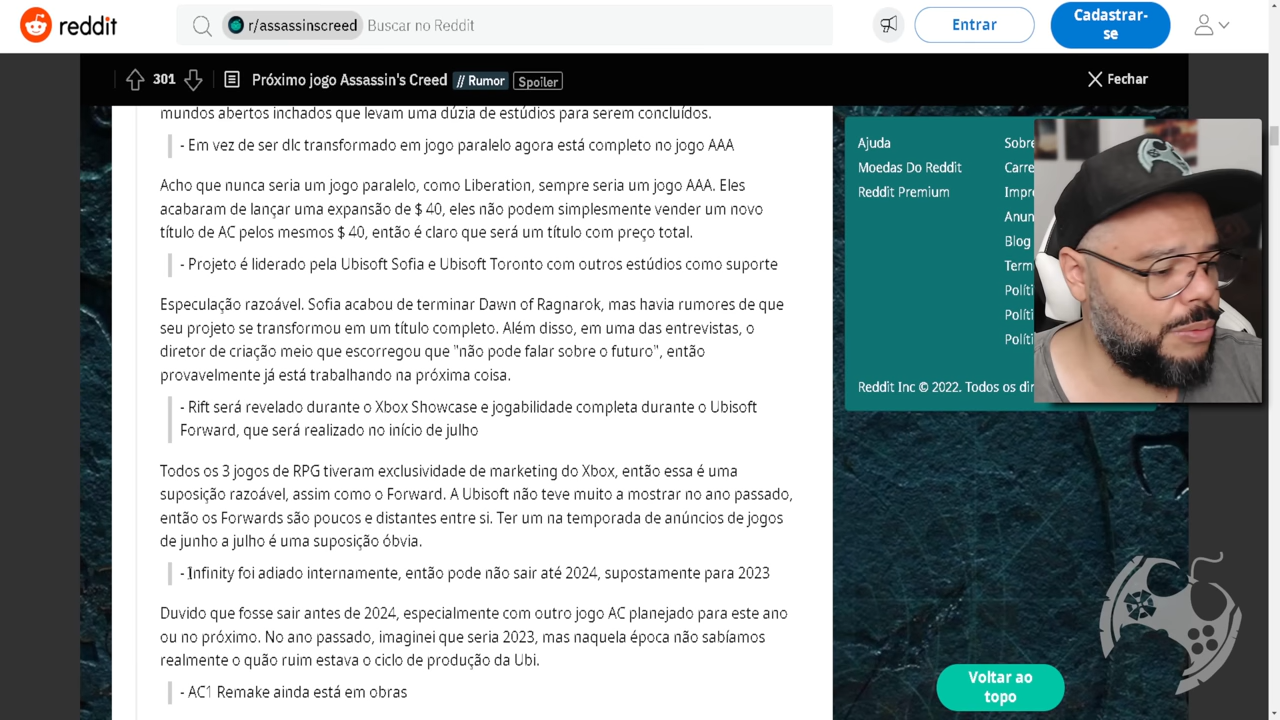 reddit
r/assassinscreed
Buscar no Reddit
Entrar
Cadastrar-
se
301
Próximo jogo Assassin's Creed
// Rumor
Spoiler
Fechar
mundos abertos inchados que levam uma dúzia de estúdios para serem concluídos.
- Em vez de ser dlc transformado em jogo paralelo agora está completo no jogo AAA
Acho que nunca seria um jogo paralelo, como Liberation, sempre seria um jogo AAA. Eles
acabaram de lançar uma expansão de $ 40, eles não podem simplesmente vender um novo
título de AC pelos mesmos $ 40, então é claro que será um título com preço total.
- Projeto é liderado pela Ubisoft Sofia e Ubisoft Toronto com outros estúdios como suporte
Especulação razoável. Sofia acabou de terminar Dawn of Ragnarok, mas havia rumores de que
seu projeto se transformou em um título completo. Além disso, em uma das entrevistas, o
diretor de criação meio que escorregou que "não pode falar sobre o futuro", então
provavelmente já está trabalhando na próxima coisa.
- Rift será revelado durante o Xbox Showcase e jogabilidade completa durante o Ubisoft
Forward, que será realizado no início de julho
Todos os 3 jogos de RPG tiveram exclusividade de marketing do Xbox, então essa é uma
suposição razoável, assim como o Forward. A Ubisoft não teve muito a mostrar no ano passado,
então os Forwards são poucos e distantes entre si. Ter um na temporada de anúncios de jogos
de junho a julho é uma suposição óbvia.
- Infinity foi adiado internamente, então pode não sair até 2024, supostamente para 2023
Duvido que fosse sair antes de 2024, especialmente com outro jogo AC planejado para este ano
ou no próximo. No ano passado, imaginei que seria 2023, mas naquela época não sabíamos
realmente o quão ruim estava o ciclo de produção da Ubi.
- AC1 Remake ainda está em obras
Ajuda
Moedas Do Reddit
Reddit Premium
Sobre
Carre
Impre
Anun
Blog
Term
Políti
Políti
Políti
Reddit Inc © 2022. Todos os dir
Voltar ao
topo